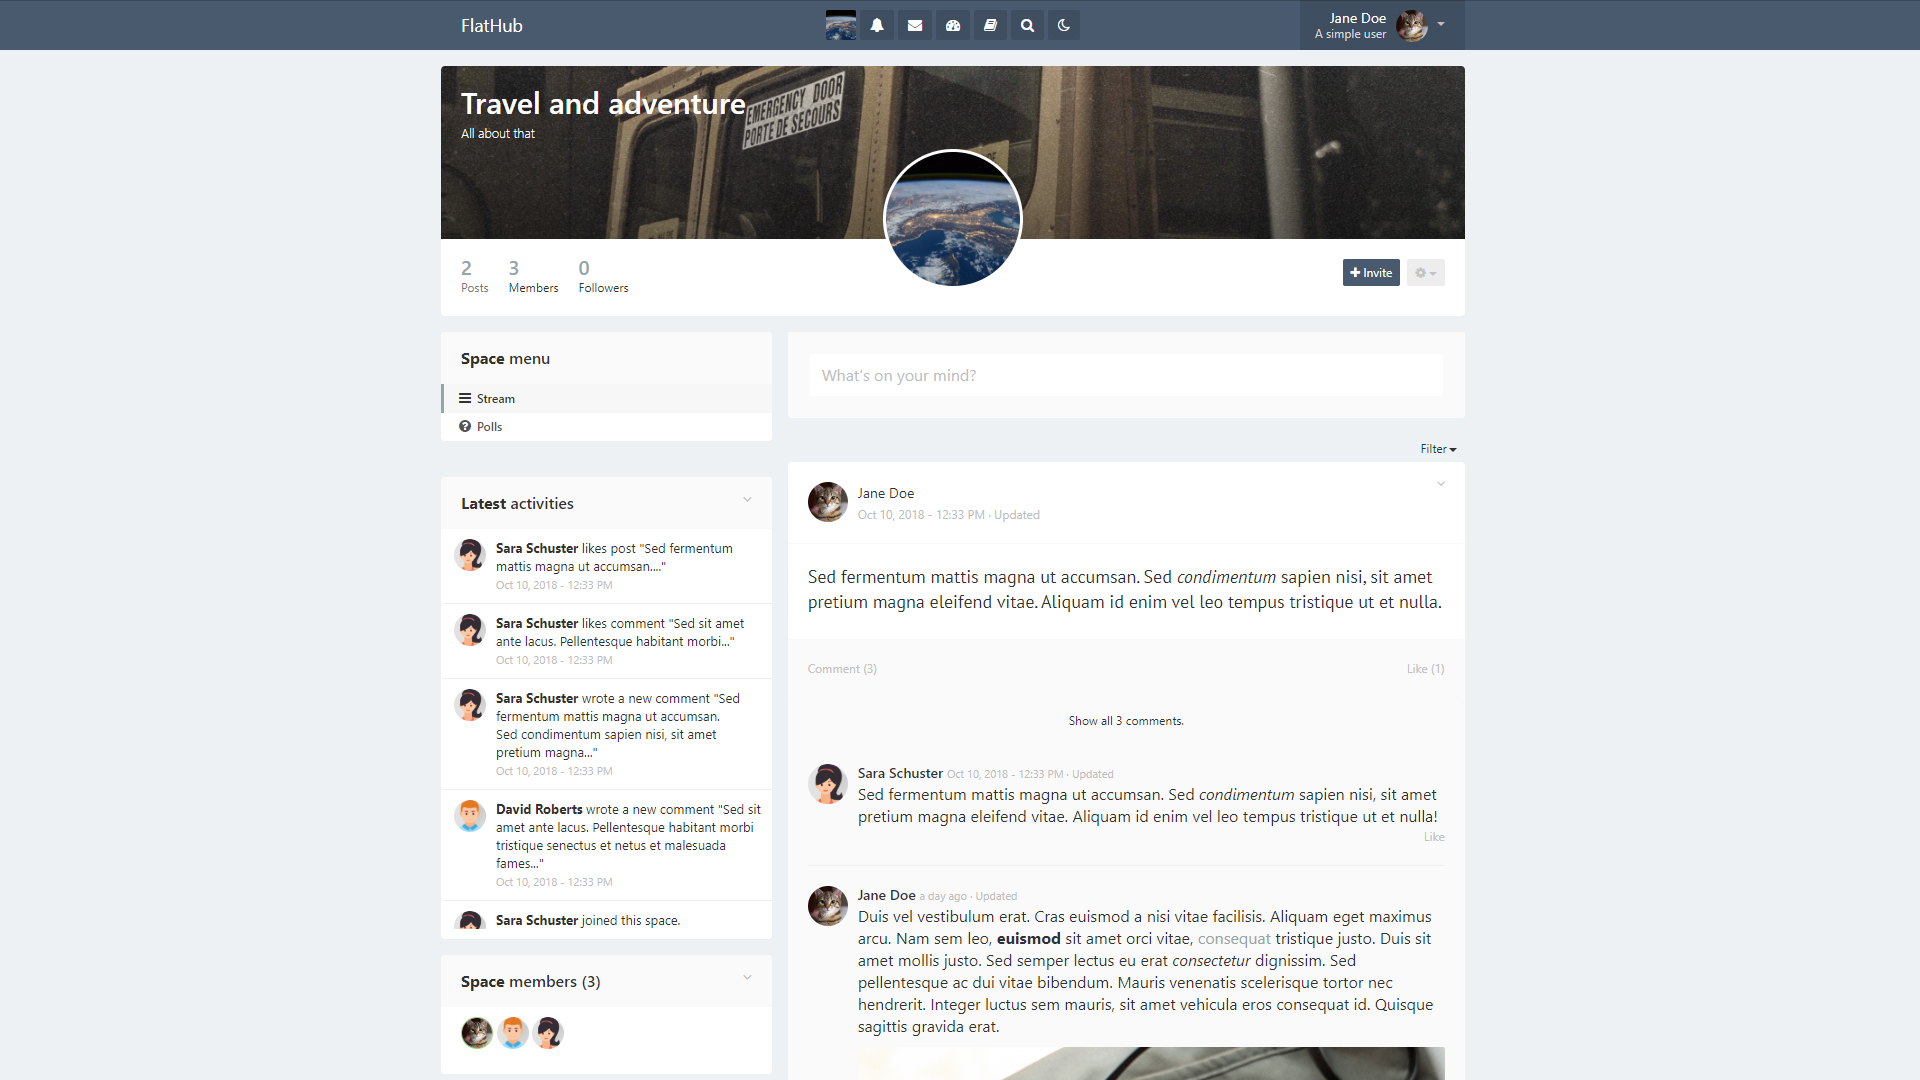 FlatHub
Jane Doe
A simple user
Travel and adventure
All about that
EMERGENCY DOOR
PORTE DE SECOURS
2
Posts
3
Members
0
Followers
Invite
Space menu
Stream
Polls
What's on your mind?
Filter
Latest activities
Sara Schuster likes post "Sed fermentum
mattis magna ut accumsan...."
Oct 10, 2018 - 12:33 PM
Sara Schuster likes comment "Sed sit amet
ante lacus. Pellentesque habitant morbi..."
Oct 10, 2018 - 12:33 PM
Sara Schuster wrote a new comment "Sed
fermentum mattis magna ut accumsan.
Sed condimentum sapien nisi, sit amet
pretium magna..."
Oct 10, 2018 - 12:33 PM
David Roberts wrote a new comment "Sed sit
amet ante lacus. Pellentesque habitant morbi
tristique senectus et netus et malesuada
fames..."
Oct 10, 2018 - 12:33 PM
Sara Schuster joined this space.
Space members (3)
Jane Doe
Oct 10, 2018 - 12:33 PM · Updated
Sed fermentum mattis magna ut accumsan. Sed condimentum sapien nisi, sit amet
pretium magna eleifend vitae. Aliquam id enim vel leo tempus tristique ut et nulla.
Comment (3)
Like (1)
Show all 3 comments.
Sara Schuster Oct 10, 2018 - 12:33 PM · Updated
Sed fermentum mattis magna ut accumsan. Sed condimentum sapien nisi, sit amet
pretium magna eleifend vitae. Aliquam id enim vel leo tempus tristique ut et nulla!
Like
Jane Doe a day ago · Updated
Duis vel vestibulum erat. Cras euismod a nisi vitae facilisis. Aliquam eget maximus
arcu. Nam sem leo, euismod sit amet orci vitae, consequat tristique justo. Duis sit
amet mollis justo. Sed semper lectus eu erat consectetur dignissim. Sed
pellentesque ac dui vitae bibendum. Mauris venenatis scelerisque tortor nec
hendrerit. Integer luctus sem mauris, sit amet vehicula eros consequat id. Quisque
sagittis gravida erat.